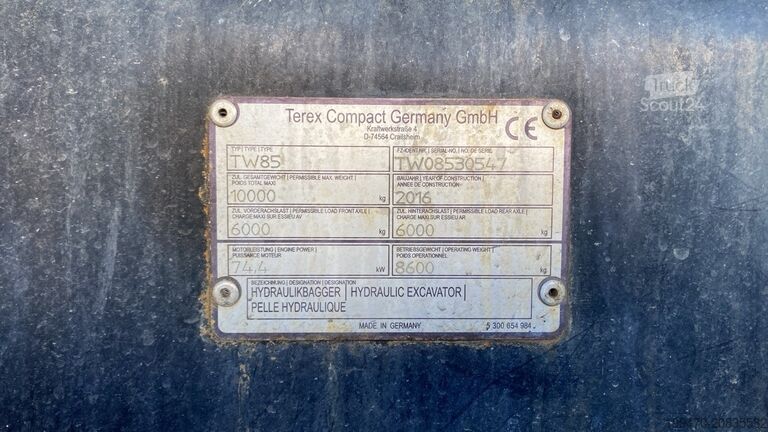 Terex Compact Germany GmbH
Kraftwerkstraße 4
D-74564 Crailsheim
CE
TYP | TYPE | TYPE
TW85
FZ-IDENT.NR. | SERIAL-NO. | NO. DE SERIE
TW08530547
ZUL. GESAMTGEWICHT | PERMISSIBLE MAX. WEIGHT |
POIDS TOTAL MAXI
10000 kg
BAUJAHR | YEAR OF CONSTRUCTION |
ANNEE DE CONSTRUCTION
2016
ZUL. VORDERACHSLAST | PERMISSIBLE LOAD FRONT AXLE |
CHARGE MAXI SUR ESSIEU AV
6000 kg
ZUL. HINTERACHSLAST | PERMISSIBLE LOAD REAR AXLE |
CHARGE MAXI SUR ESSIEU AR
6000 kg
MOTORLEISTUNG | ENGINE POWER |
PUISSANCE MOTEUR
74,4 kW
BETRIEBSGEWICHT | OPERATING WEIGHT |
POIDS OPERATIONNEL
8600 kg
BEZEICHNUNG | DESIGNATION | DESIGNATION
HYDRAULIKBAGGER | HYDRAULIC EXCAVATOR |
PELLE HYDRAULIQUE
MADE IN GERMANY
5 300 654 984
Truck
Scout24